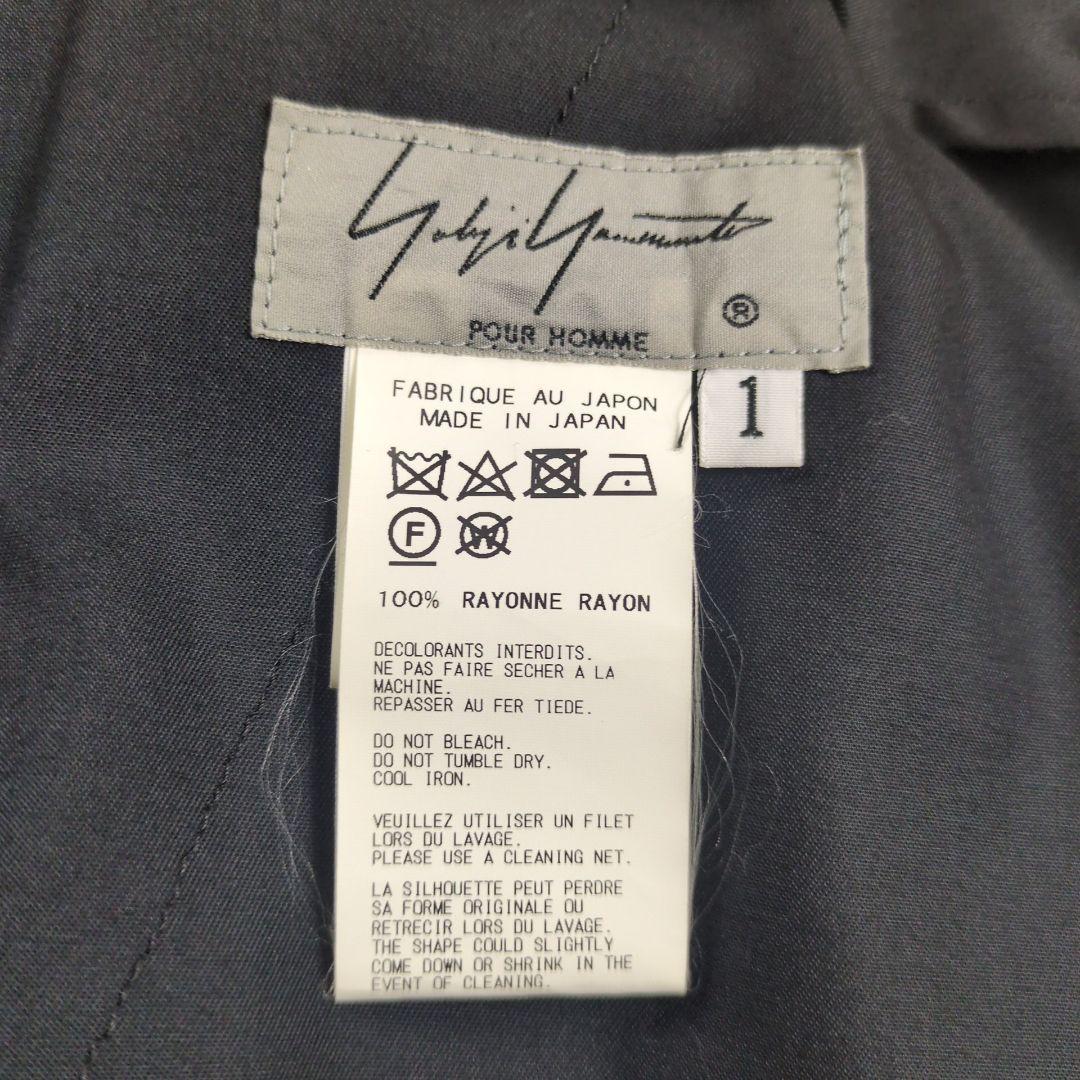 Yohji Yamamoto
®
POUR HOMME
1
FABRIQUE AU JAPON
MADE IN JAPAN
F W
100% RAYONNE RAYON
DECOLORANTS INTERDITS.
NE PAS FAIRE SECHER A LA
MACHINE.
REPASSER AU FER TIEDE.
DO NOT BLEACH.
DO NOT TUMBLE DRY.
COOL IRON.
VEUILLEZ UTILISER UN FILET
LORS DU LAVAGE.
PLEASE USE A CLEANING NET.
LA SILHOUETTE PEUT PERDRE
SA FORME ORIGINALE OU
RETRECIR LORS DU LAVAGE.
THE SHAPE COULD SLIGHTLY
COME DOWN OR SHRINK IN THE
EVENT OF CLEANING.